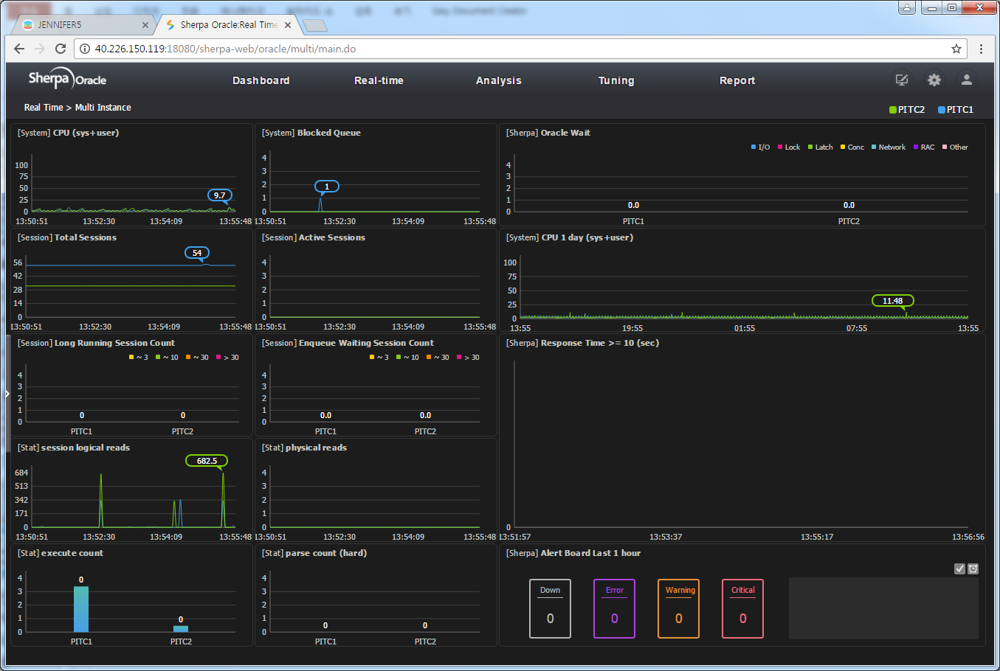 Easy Document Creator
JENNIFER5
Sherpa Oracle:Real Time
40.226.150.119:18080/sherpa-web/oracle/multi/main.do
Sherpa Oracle
Dashboard Real-time Analysis Tuning Report
Real Time > Multi Instance
PITC2 PITC1
[System] CPU (sys+user)
100
75
50
25
0
9.7
13:50:51 13:52:30 13:54:09 13:55:48
[System] Blocked Queue
4
3
2
1
0
1
13:50:51 13:52:30 13:54:09 13:55:48
[Sherpa] Oracle Wait
I/O Lock Latch Conc Network RAC Other
4
3
2
1
0
0.0 0.0
PITC1 PITC2
[Session] Total Sessions
56
42
28
14
0
54
13:50:51 13:52:30 13:54:09 13:55:48
[Session] Active Sessions
4
3
2
1
0
13:50:51 13:52:30 13:54:09 13:55:48
[System] CPU 1 day (sys+user)
100
75
50
25
0
11.48
13:55 19:55 01:55 07:55 13:55
[Session] Long Running Session Count
~ 3 ~ 10 ~ 30 > 30
4
3
2
1
0
0 0
PITC1 PITC2
[Session] Enqueue Waiting Session Count
~ 3 ~ 10 ~ 30 > 30
4
3
2
1
0
0.0 0.0
PITC1 PITC2
[Sherpa] Response Time >= 10 (sec)
0
13:51:57 13:53:37 13:55:17 13:56:56
[Stat] session logical reads
684
513
342
171
0
682.5
13:50:51 13:52:30 13:54:09 13:55:48
[Stat] physical reads
4
3
2
1
0
13:50:51 13:52:30 13:54:09 13:55:48
[Stat] execute count
4
3
2
1
0
0 0
PITC1 PITC2
[Stat] parse count (hard)
4
3
2
1
0
0 0
PITC1 PITC2
[Sherpa] Alert Board Last 1 hour
Down Error Warning Critical
0 0 0 0